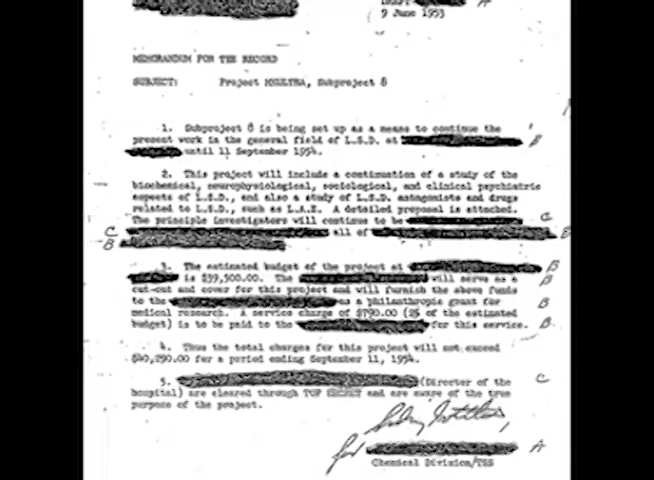 DRAFT A
9 June 1953
MEMORANDUM FOR THE RECORD
SUBJECT: Project MKULTRA, Subproject 8
1. Subproject 8 is being set up as a means to continue the
present work in the general field of L.S.D. at B
until 11 September 1954.
2. This project will include a continuation of a study of the
biochemical, neurophysiological, sociological, and clinical psychiatric
aspects of L.S.D., and also a study of L.S.D. antagonists and drugs
related to L.S.D., such as L.A.E. A detailed proposal is attached.
The principle investigators will continue to be C
C all of B
B
3. The estimated budget of the project at B
is $39,500.00. The will serve as a B
cut-out and cover for this project and will furnish the above funds
to the as a philanthropic grant for B
medical research. A service charge of $790.00 (2% of the estimated
budget) is to be paid to the for this service. B
4. Thus the total charges for this project will not exceed
$40,290.00 for a period ending September 11, 1954.
5. (Director of the C
hospital) are cleared through TOP SECRET and are aware of the true
purpose of the project.
Sidney Gottlieb,
for A
Chemical Division/TSS